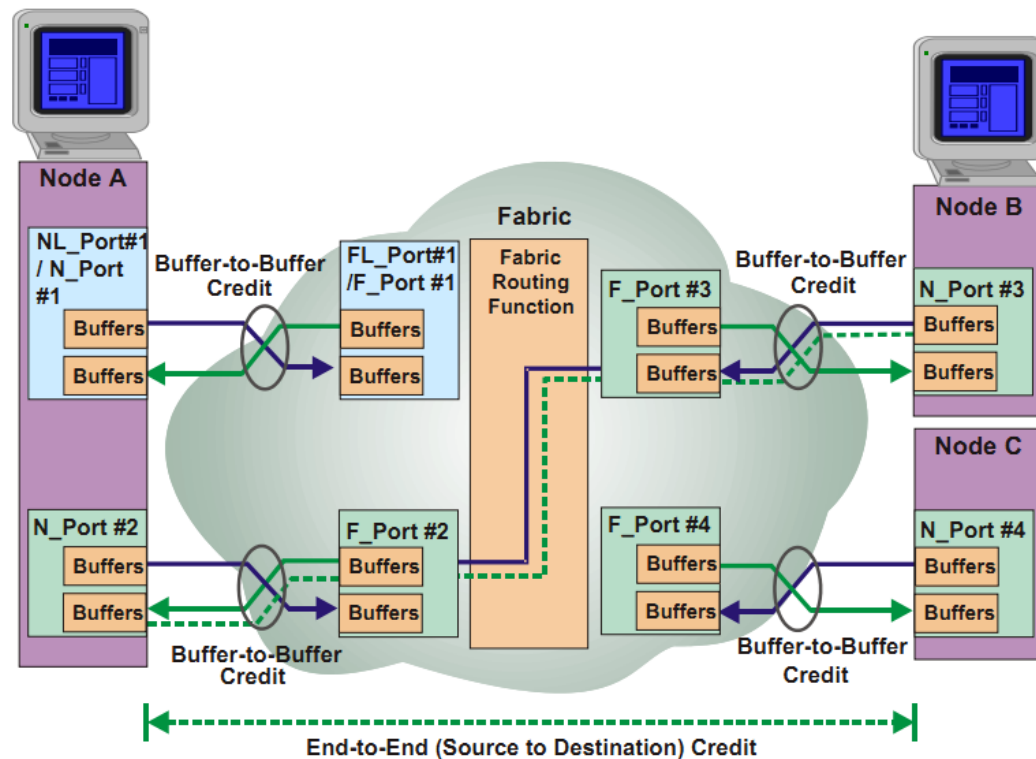 Node A
NL_Port#1
/ N_Port
#1
Buffers
Buffers
Buffer-to-Buffer
Credit
FL_Port#1
/F_Port #1
Buffers
Buffers
Fabric
Fabric
Routing
Function
F_Port #3
Buffers
Buffers
Buffer-to-Buffer
Credit
Node B
N_Port #3
Buffers
Buffers
N_Port #2
Buffers
Buffers
Buffer-to-Buffer
Credit
F_Port #2
Buffers
Buffers
F_Port #4
Buffers
Buffers
Buffer-to-Buffer
Credit
Node C
N_Port #4
Buffers
Buffers
End-to-End (Source to Destination) Credit